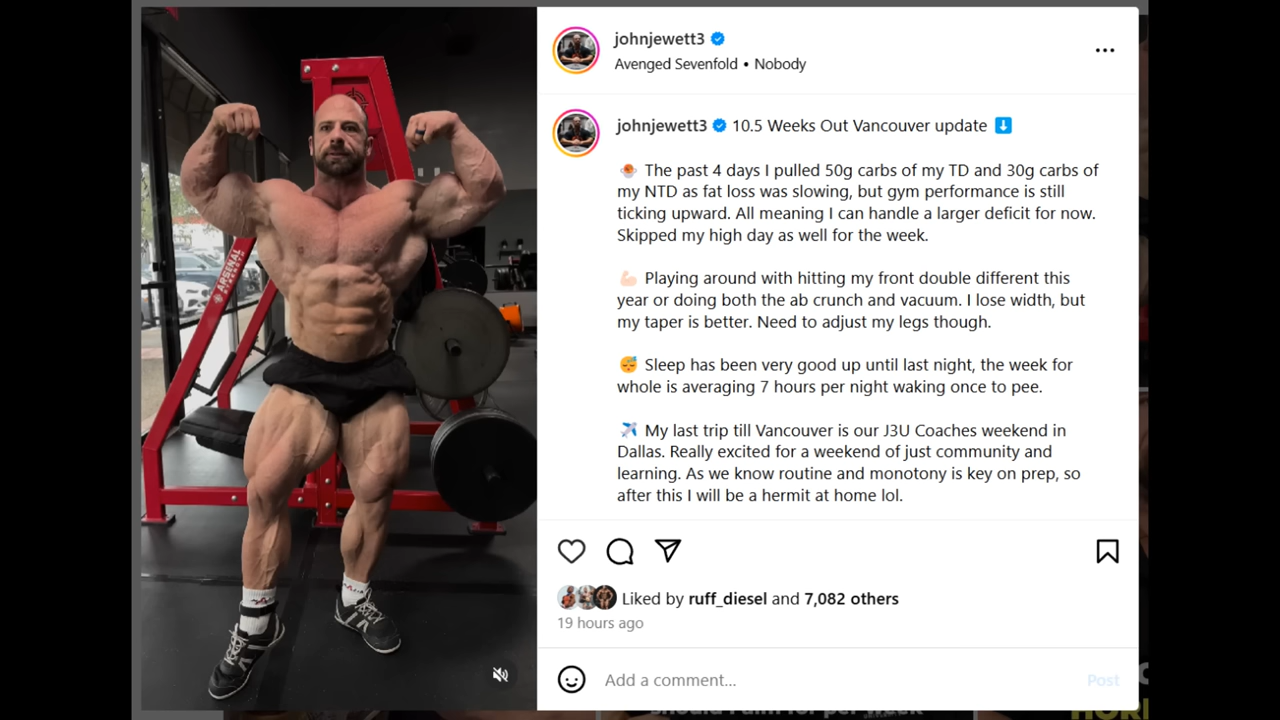 johnjewett3
Avenged Sevenfold • Nobody
johnjewett3 10.5 Weeks Out Vancouver update ⬇️
The past 4 days I pulled 50g carbs of my TD and 30g carbs of
my NTD as fat loss was slowing, but gym performance is still
ticking upward. All meaning I can handle a larger deficit for now.
Skipped my high day as well for the week.
💪🏻 Playing around with hitting my front double different this
year or doing both the ab crunch and vacuum. I lose width, but
my taper is better. Need to adjust my legs though.
😴 Sleep has been very good up until last night, the week for
whole is averaging 7 hours per night waking once to pee.
✈️ My last trip till Vancouver is our J3U Coaches weekend in
Dallas. Really excited for a weekend of just community and
learning. As we know routine and monotony is key on prep, so
after this I will be a hermit at home lol.
Liked by ruff_diesel and 7,082 others
19 hours ago
Add a comment...
Post
ARSENAL
STRENGTH